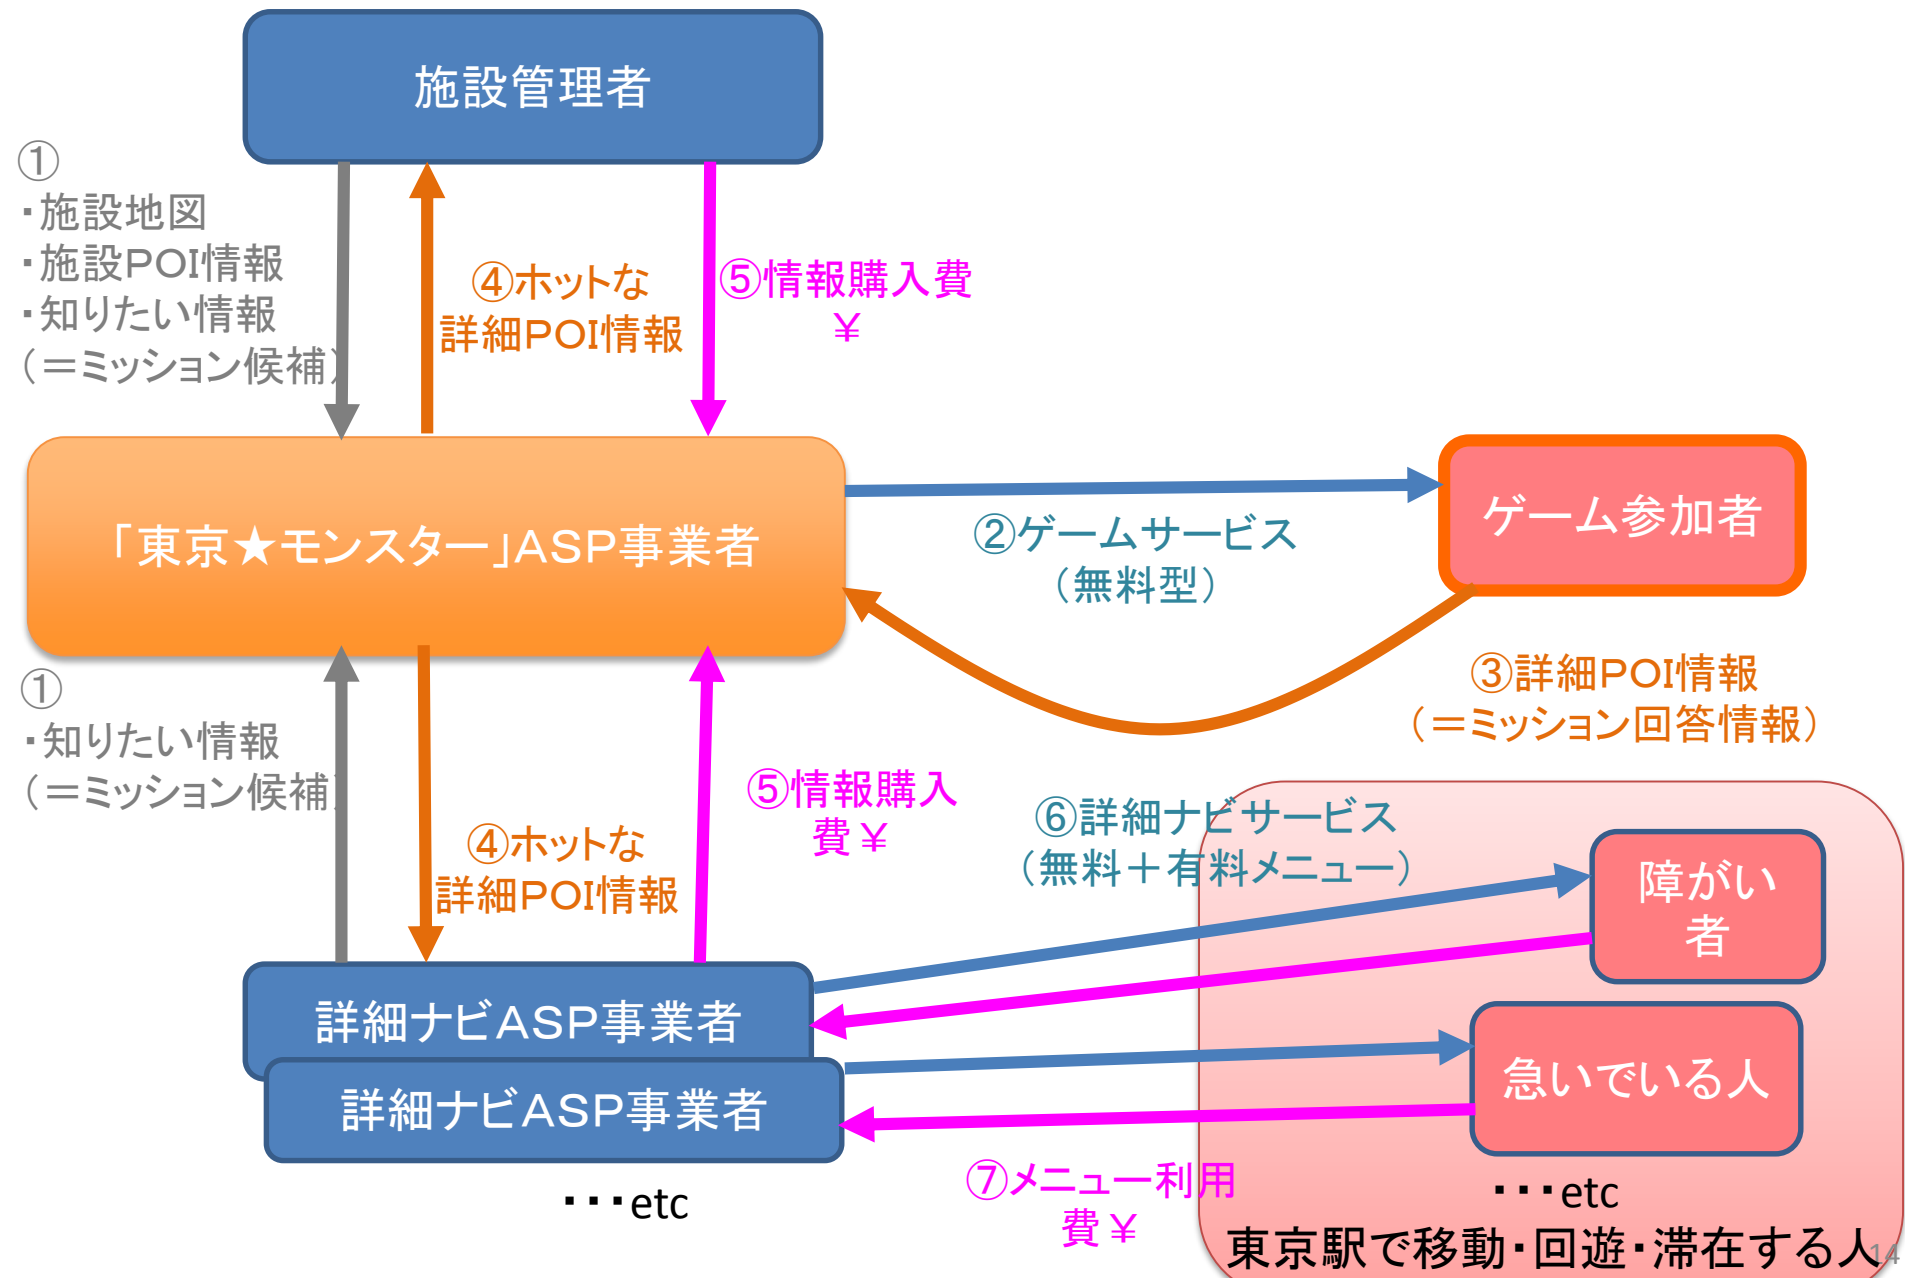 施設管理者
①
・施設地図
・施設POI情報
・知りたい情報
（＝ミッション候補）
④ホットな
詳細POI情報
⑤情報購入費
￥
「東京★モンスター」ASP事業者
②ゲームサービス
（無料型）
ゲーム参加者
③詳細POI情報
（＝ミッション回答情報）
①
・知りたい情報
（＝ミッション候補）
④ホットな
詳細POI情報
⑤情報購入
費￥
⑥詳細ナビサービス
（無料＋有料メニュー）
障がい
者
詳細ナビASP事業者
詳細ナビASP事業者
・・・etc
急いでいる人
⑦メニュー利用
費￥
・・・etc
東京駅で移動・回遊・滞在する人
14